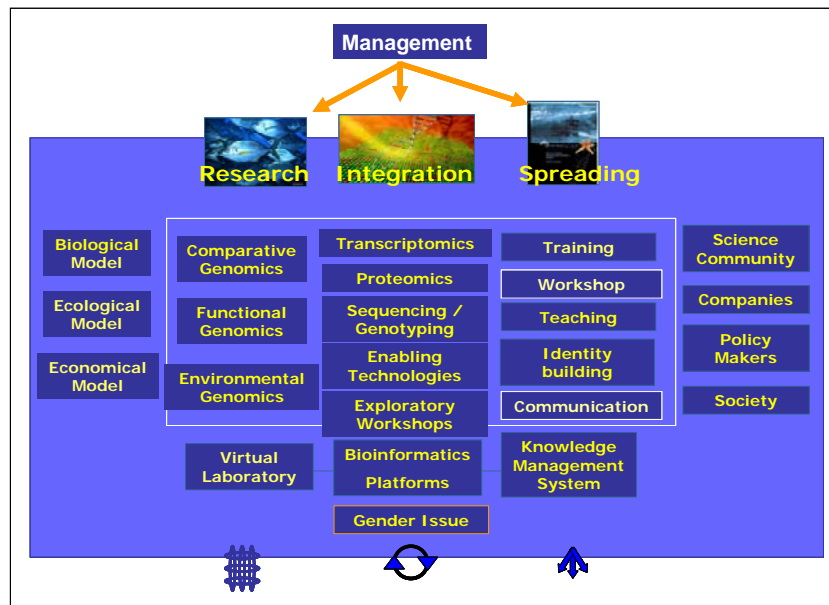 Management
Research
Integration
Spreading
Biological
Model
Ecological
Model
Economical
Model
Comparative
Genomics
Functional
Genomics
Environmental
Genomics
Transcriptomics
Proteomics
Sequencing /
Genotyping
Enabling
Technologies
Exploratory
Workshops
Training
Workshop
Teaching
Identity
building
Communication
Science
Community
Companies
Policy
Makers
Society
Virtual
Laboratory
Bioinformatics
Platforms
Knowledge
Management
System
Gender Issue